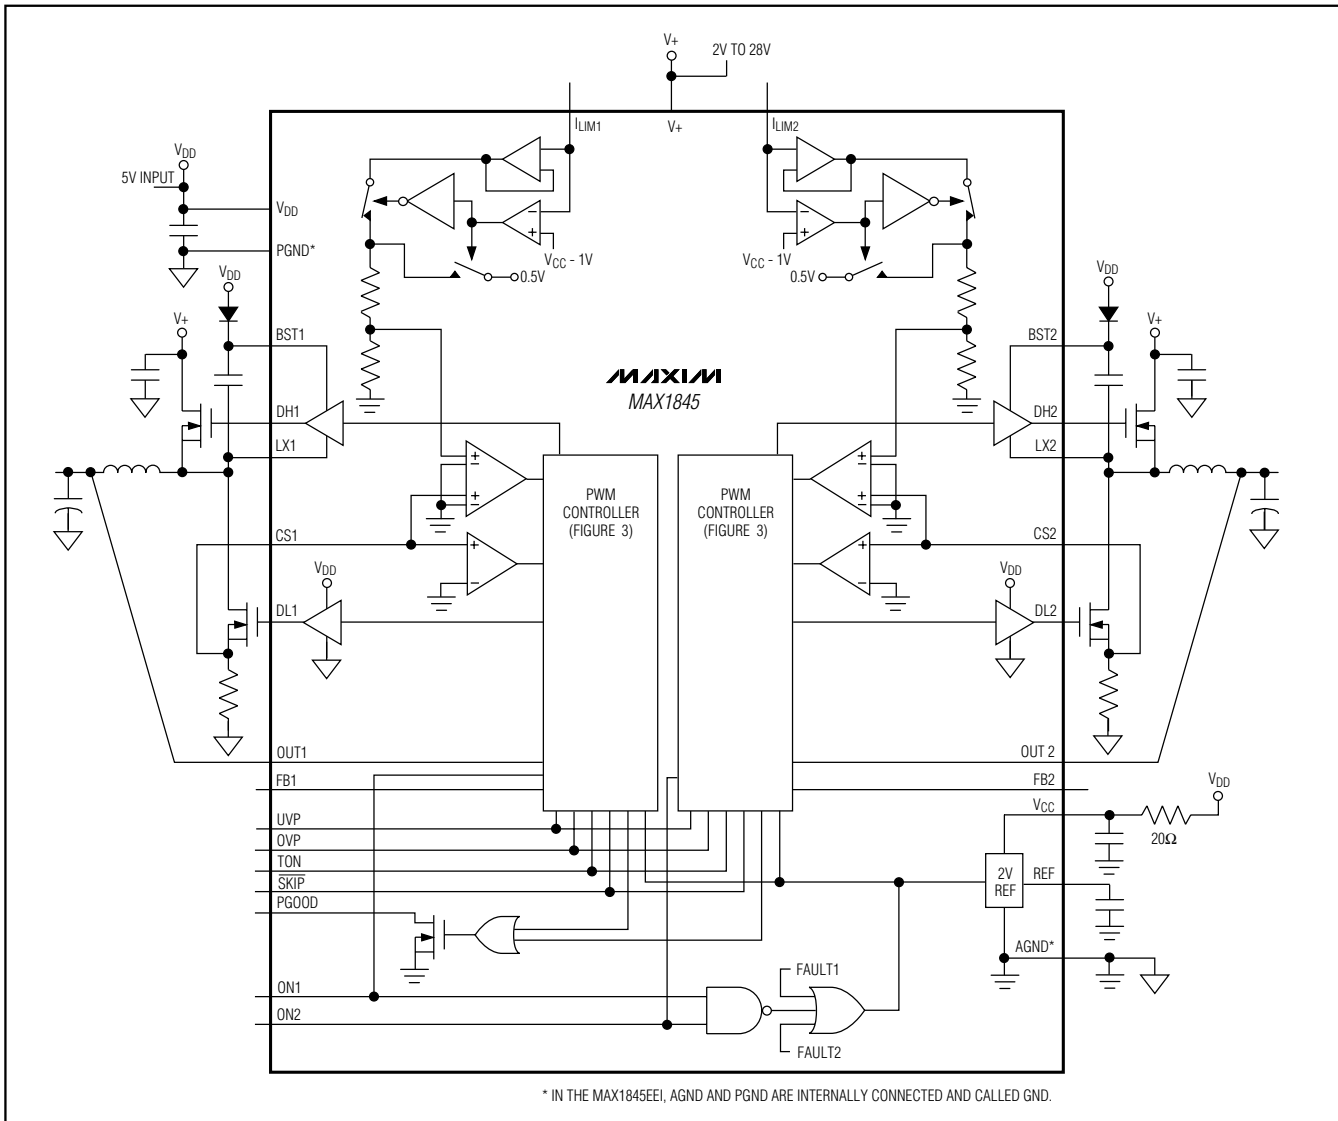 V+
2V TO 28V
V+
ILIM1
ILIM2
VDD
5V INPUT
VDD
PGND*
VCC - 1V
0.5V
VCC - 1V
0.5V
VDD
V+
BST1
DH1
LX1
VDD
V+
BST2
DH2
LX2
MAXIM
MAX1845
+
−
+
−
+
−
+
−
+
−
+
−
+
−
+
−
PWM
CONTROLLER
(FIGURE 3)
PWM
CONTROLLER
(FIGURE 3)
CS1
CS2
VDD
DL1
VDD
DL2
OUT1
OUT 2
FB1
FB2
UVP
OVP
TON
SKIP
PGOOD
VCC
VDD
20Ω
2V
REF
REF
AGND*
ON1
ON2
FAULT1
FAULT2
* IN THE MAX1845EEI, AGND AND PGND ARE INTERNALLY CONNECTED AND CALLED GND.